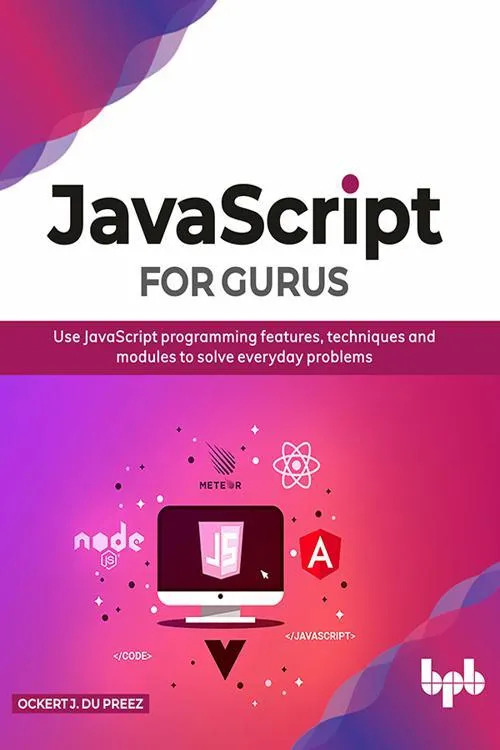 JavaScript
FOR GURUS
Use JavaScript programming features, techniques and
modules to solve everyday problems
METEOR
node
JS
JS
A
</JAVASCRIPT>
</CODE>
OCKERT J. DU PREEZ
bpb